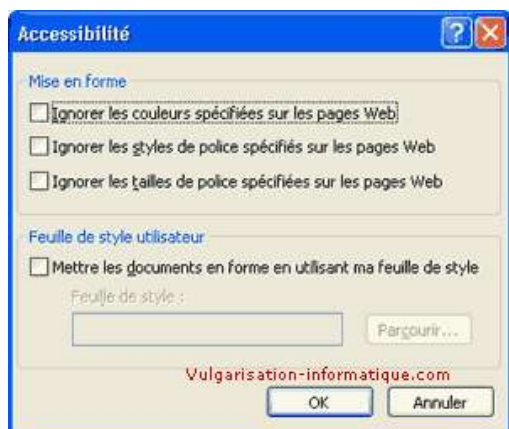 Accessibilité
Mise en forme
Ignorer les couleurs spécifiées sur les pages Web
Ignorer les styles de police spécifiés sur les pages Web
Ignorer les tailles de police spécifiées sur les pages Web
Feuille de style utilisateur
Mettre les documents en forme en utilisant ma feuille de style
Feuille de style :
Parcourir...
Vulgarisation-informatique.com
OK Annuler